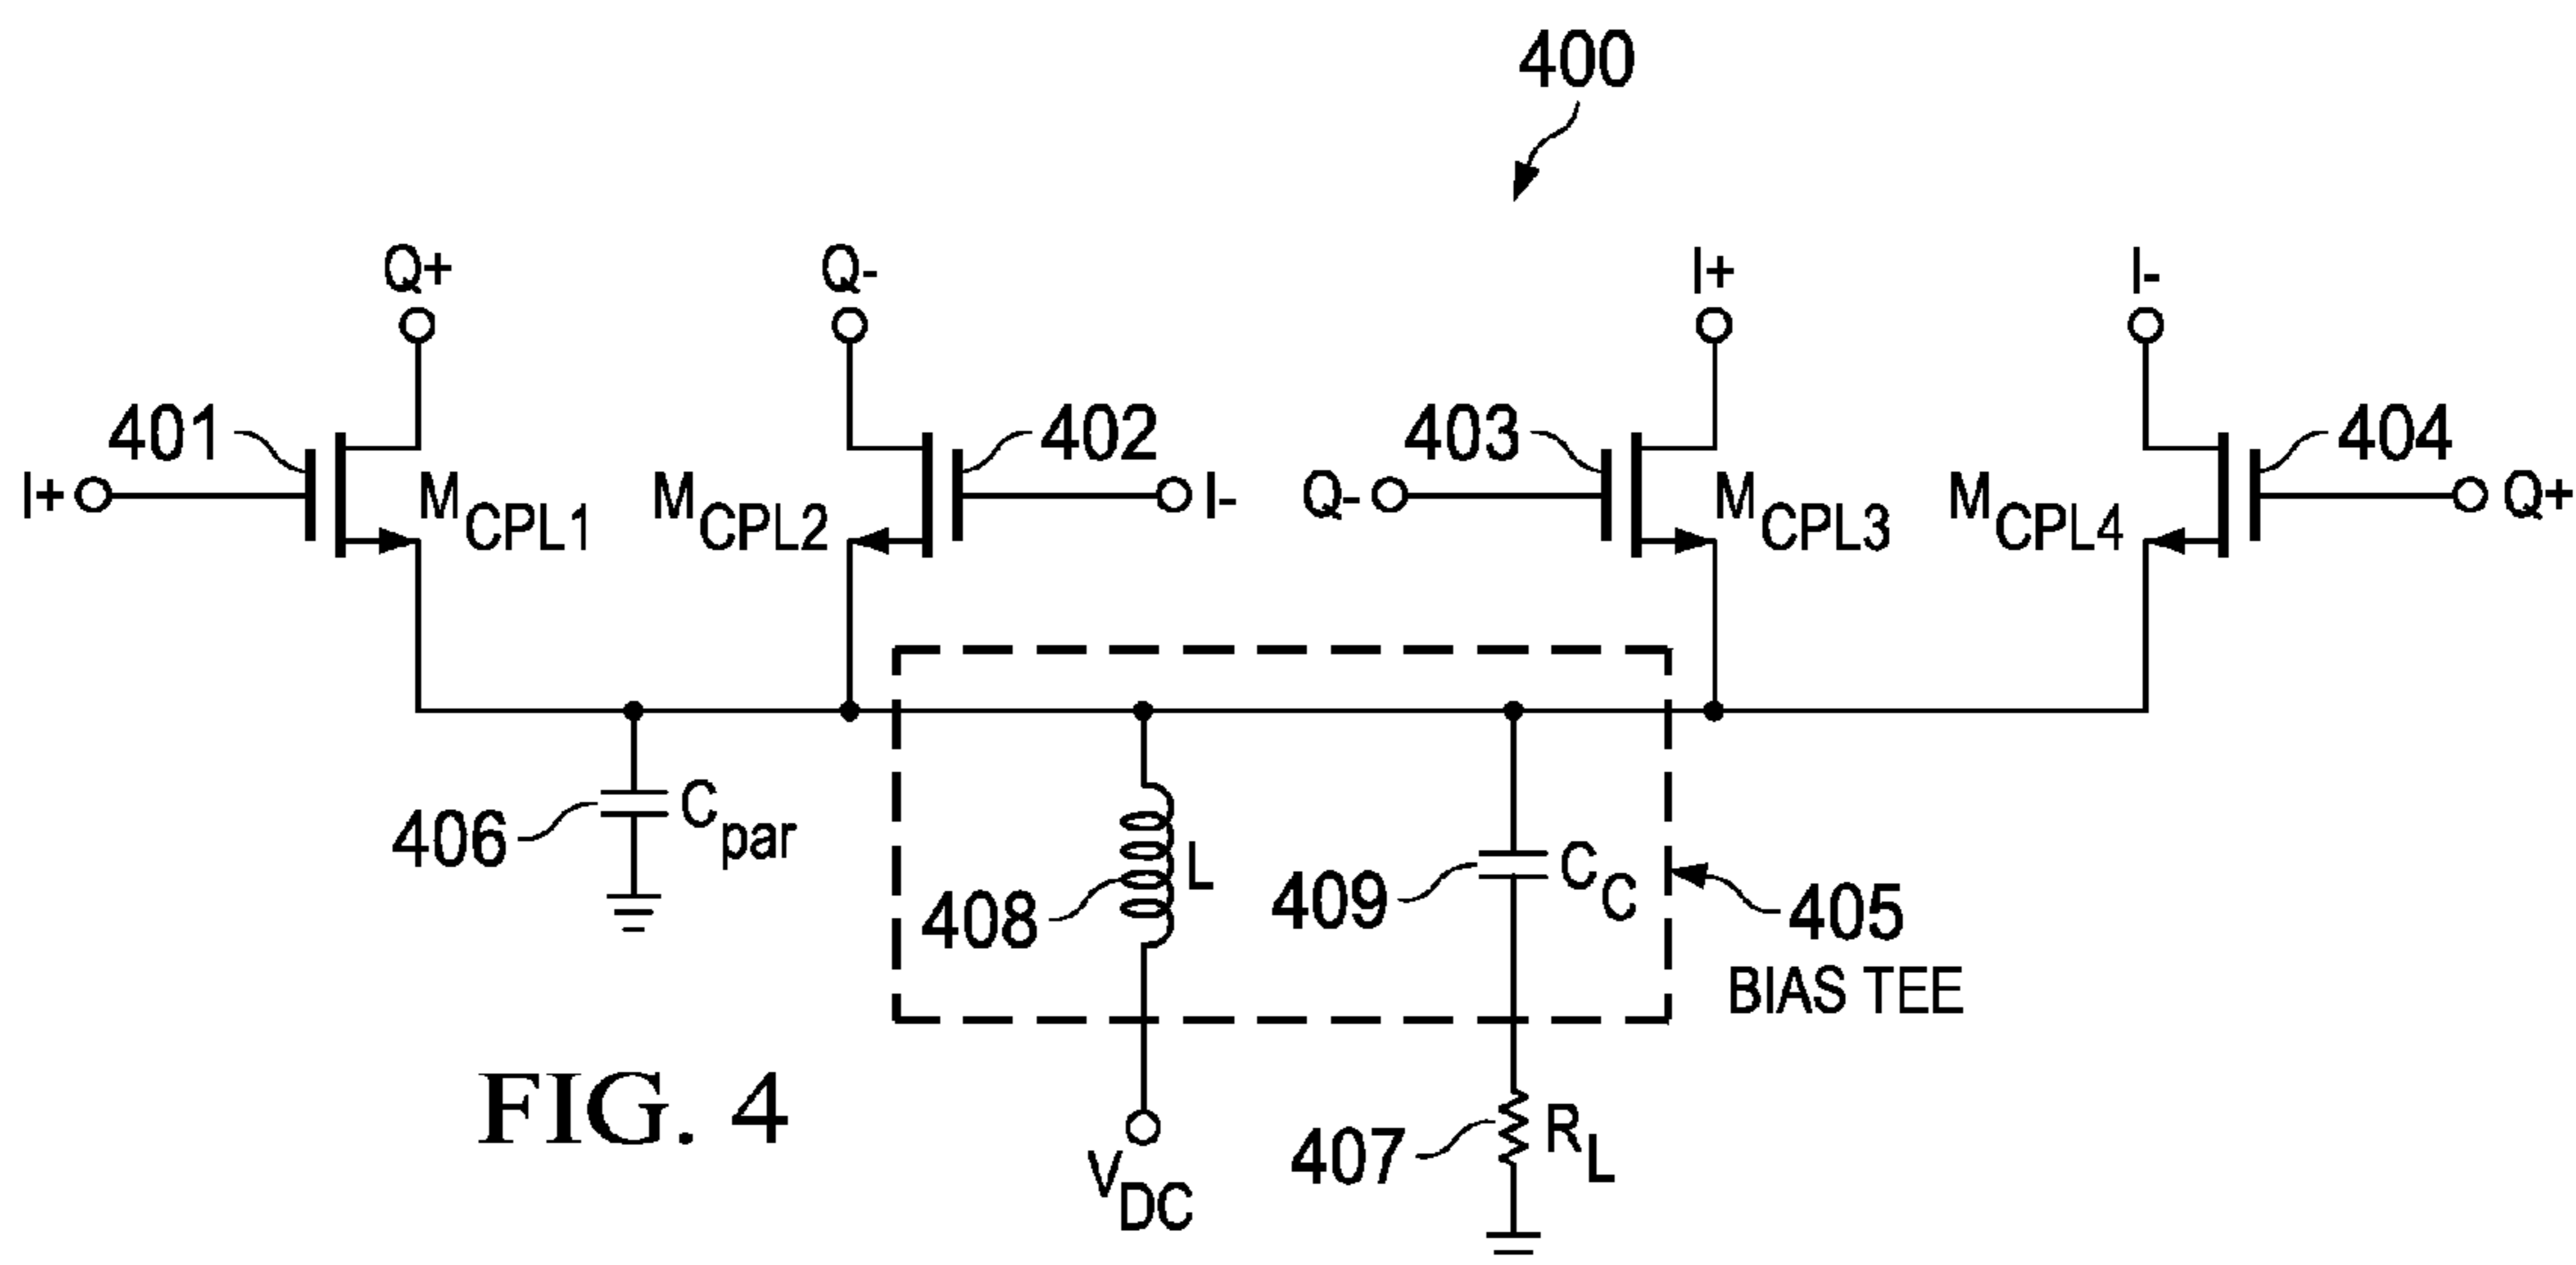 400
Q+
Q-
I+
I-
401
402
403
404
I+
MCPL1
MCPL2
I-
Q-
MCPL3
MCPL4
Q+
406
Cpar
408
L
409
CC
405
BIAS TEE
FIG. 4
VDC
407
RL